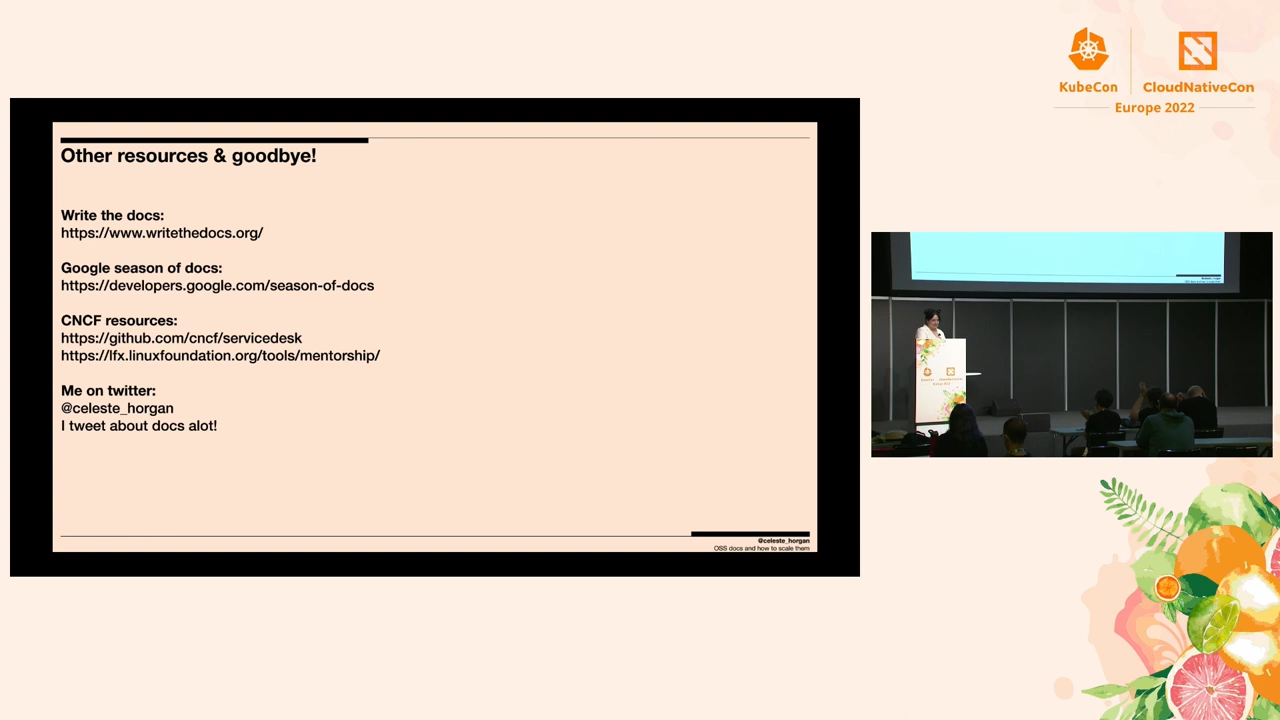 KubeCon
CloudNativeCon
Europe 2022
Other resources & goodbye!
Write the docs:
https://www.writethedocs.org/
Google season of docs:
https://developers.google.com/season-of-docs
CNCF resources:
https://github.com/cncf/servicedesk
https://lfx.linuxfoundation.org/tools/mentorship/
Me on twitter:
@celeste_horgan
I tweet about docs alot!
@celeste_horgan
OSS docs and how to scale them